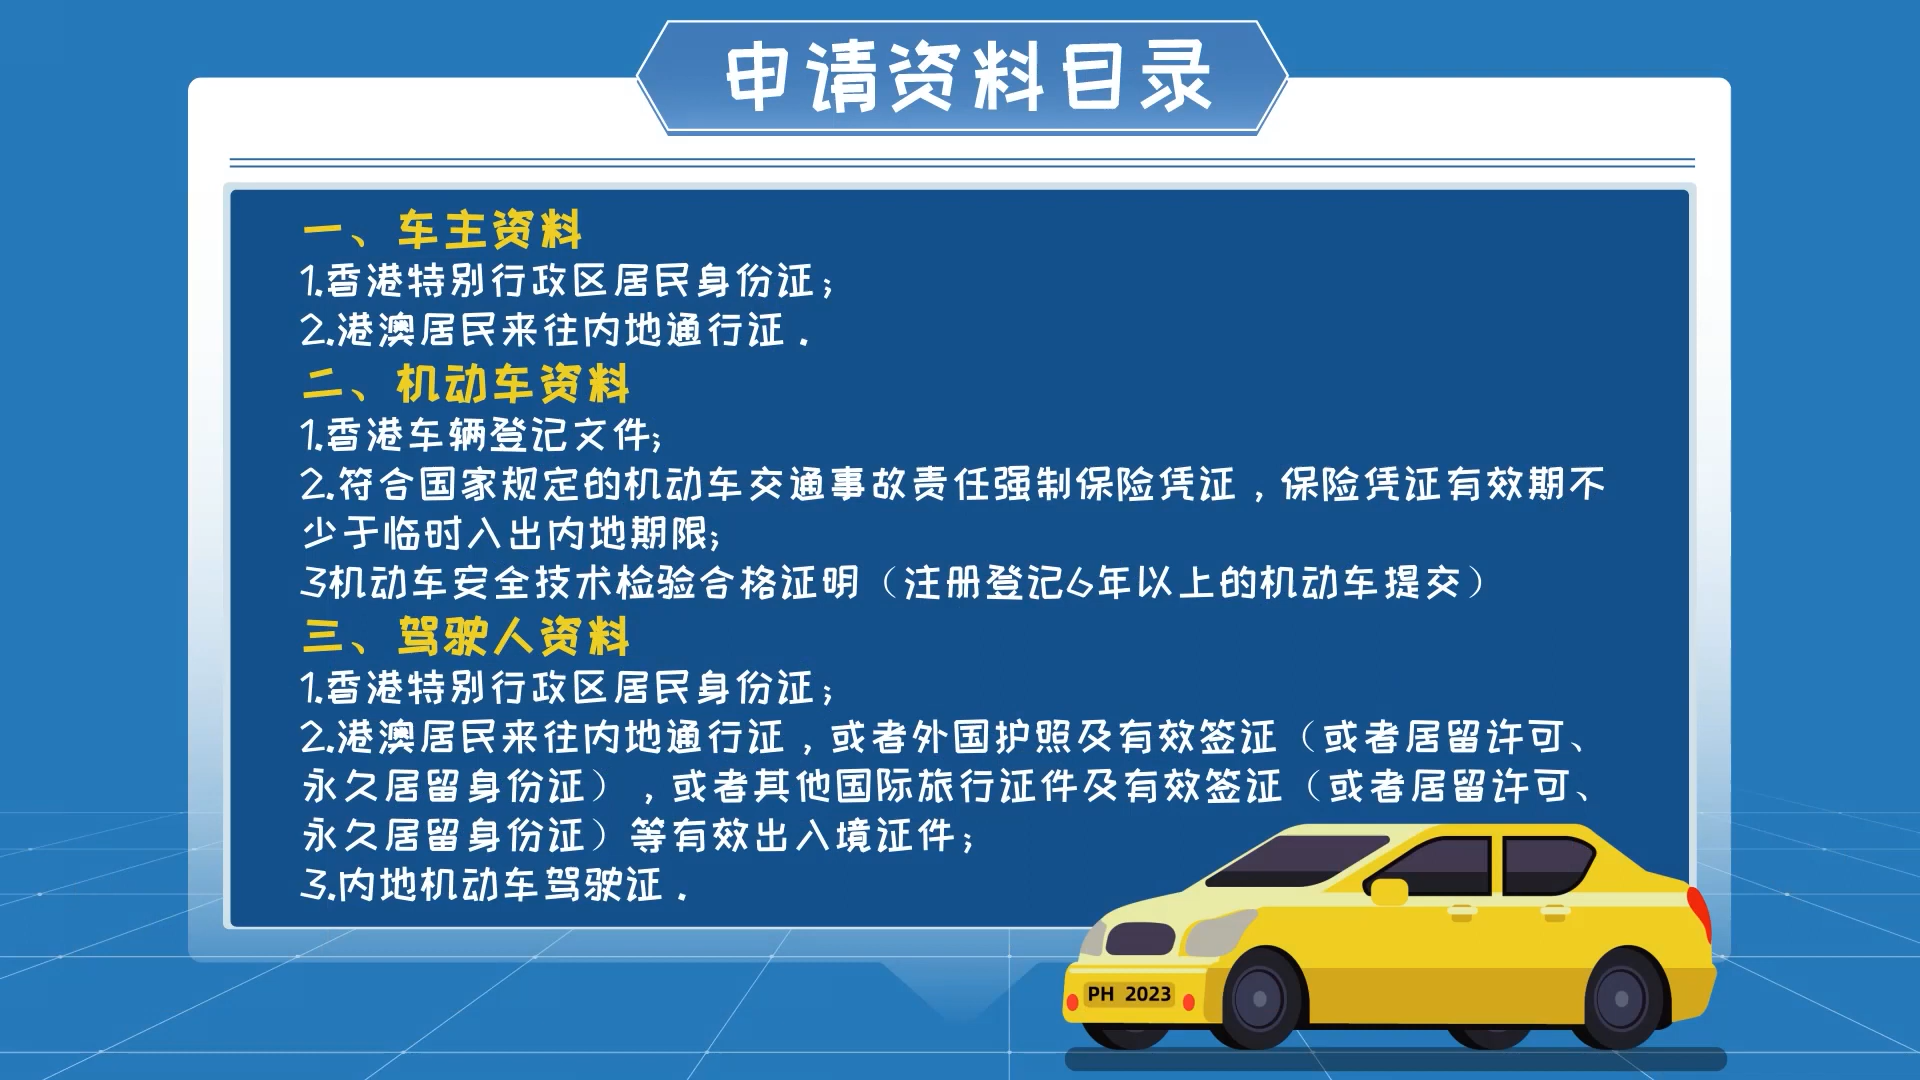 申请资料目录
一、车主资料
1.香港特别行政区居民身份证；
2.港澳居民来往内地通行证.
二、机动车资料
1.香港车辆登记文件;
2.符合国家规定的机动车交通事故责任强制保险凭证，保险凭证有效期不
少于临时入出内地期限;
3机动车安全技术检验合格证明（注册登记6年以上的机动车提交）
三、驾驶人资料
1.香港特别行政区居民身份证；
2.港澳居民来往内地通行证，或者外国护照及有效签证（或者居留许可、
永久居留身份证），或者其他国际旅行证件及有效签证（或者居留许可、
永久居留身份证）等有效出入境证件；
3.内地机动车驾驶证.
PH 2023